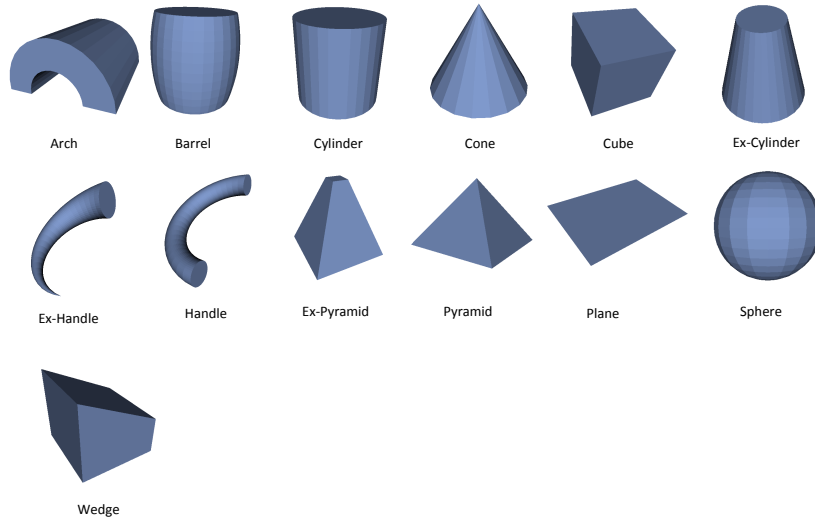 Arch
Barrel
Cylinder
Cone
Cube
Ex-Cylinder
Ex-Handle
Handle
Ex-Pyramid
Pyramid
Plane
Sphere
Wedge